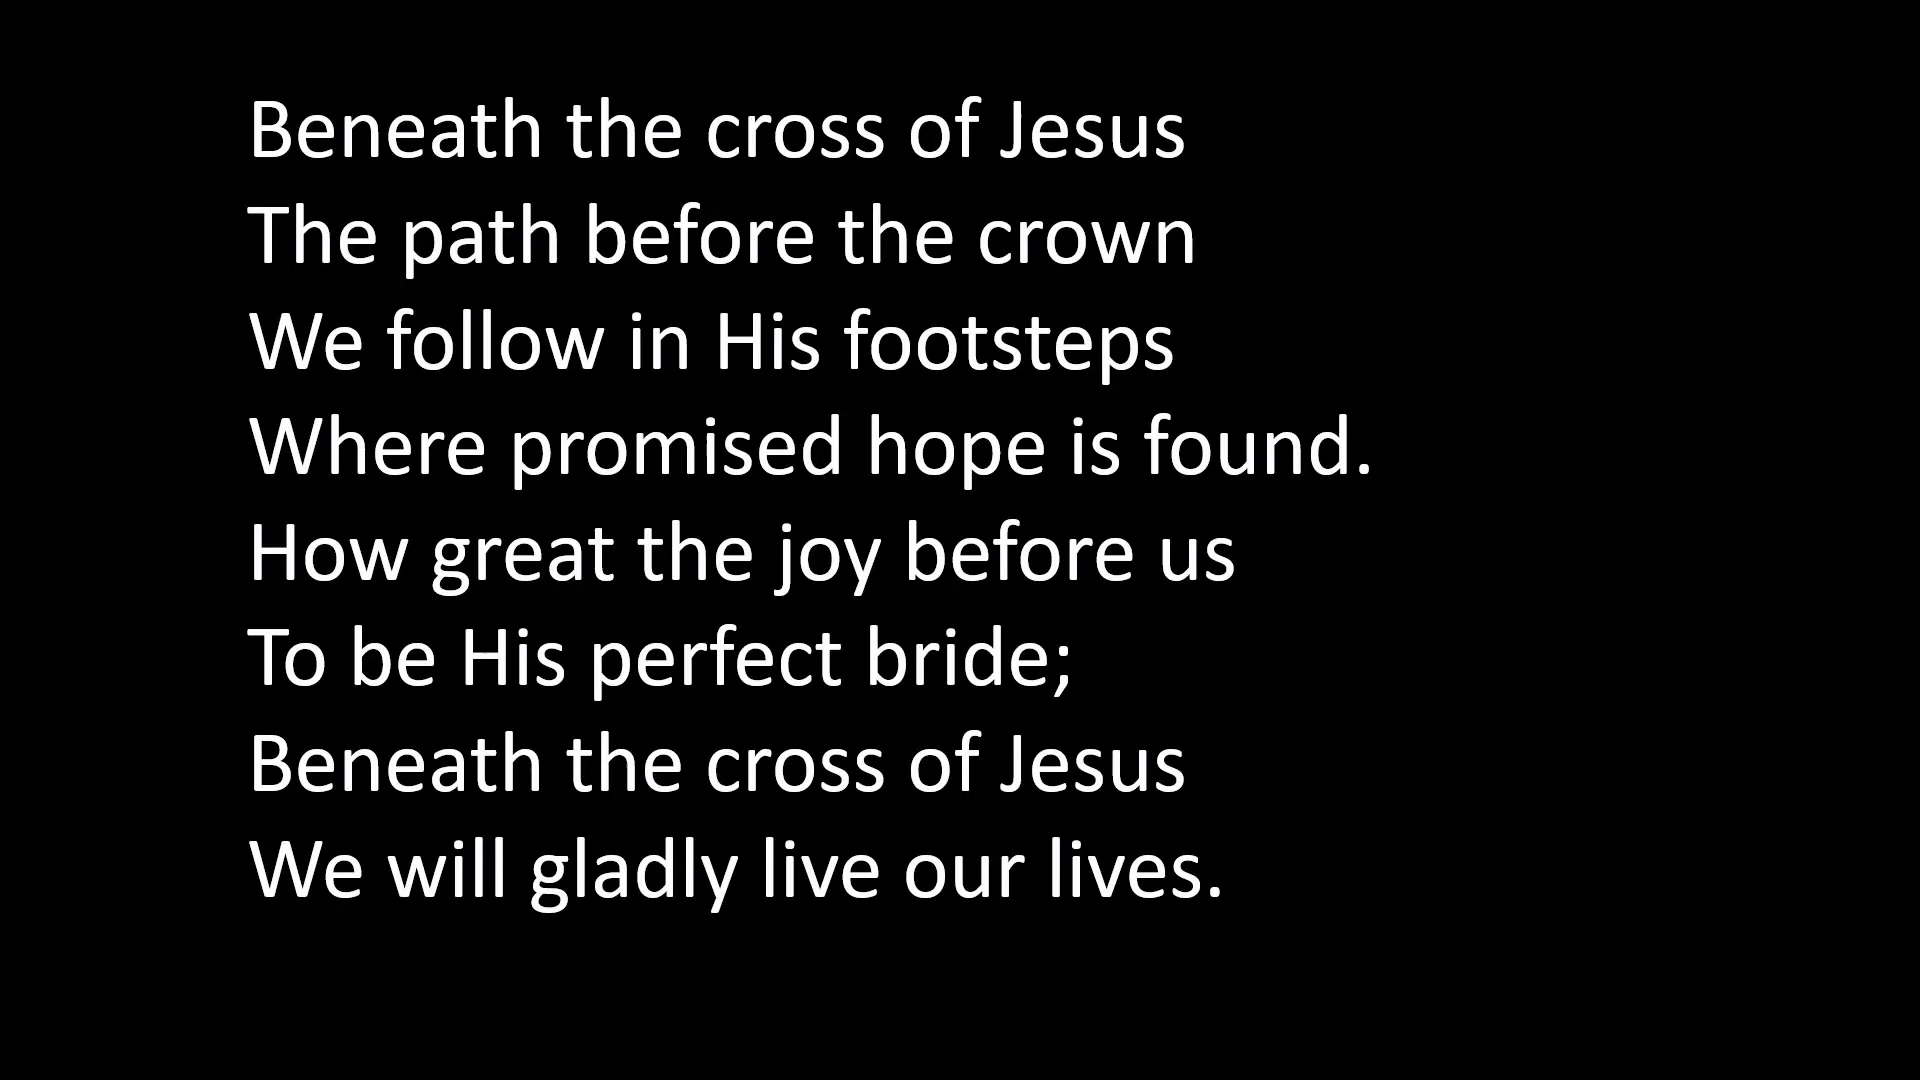 Beneath the cross of Jesus
The path before the crown
We follow in His footsteps
Where promised hope is found.
How great the joy before us
To be His perfect bride;
Beneath the cross of Jesus
We will gladly live our lives.